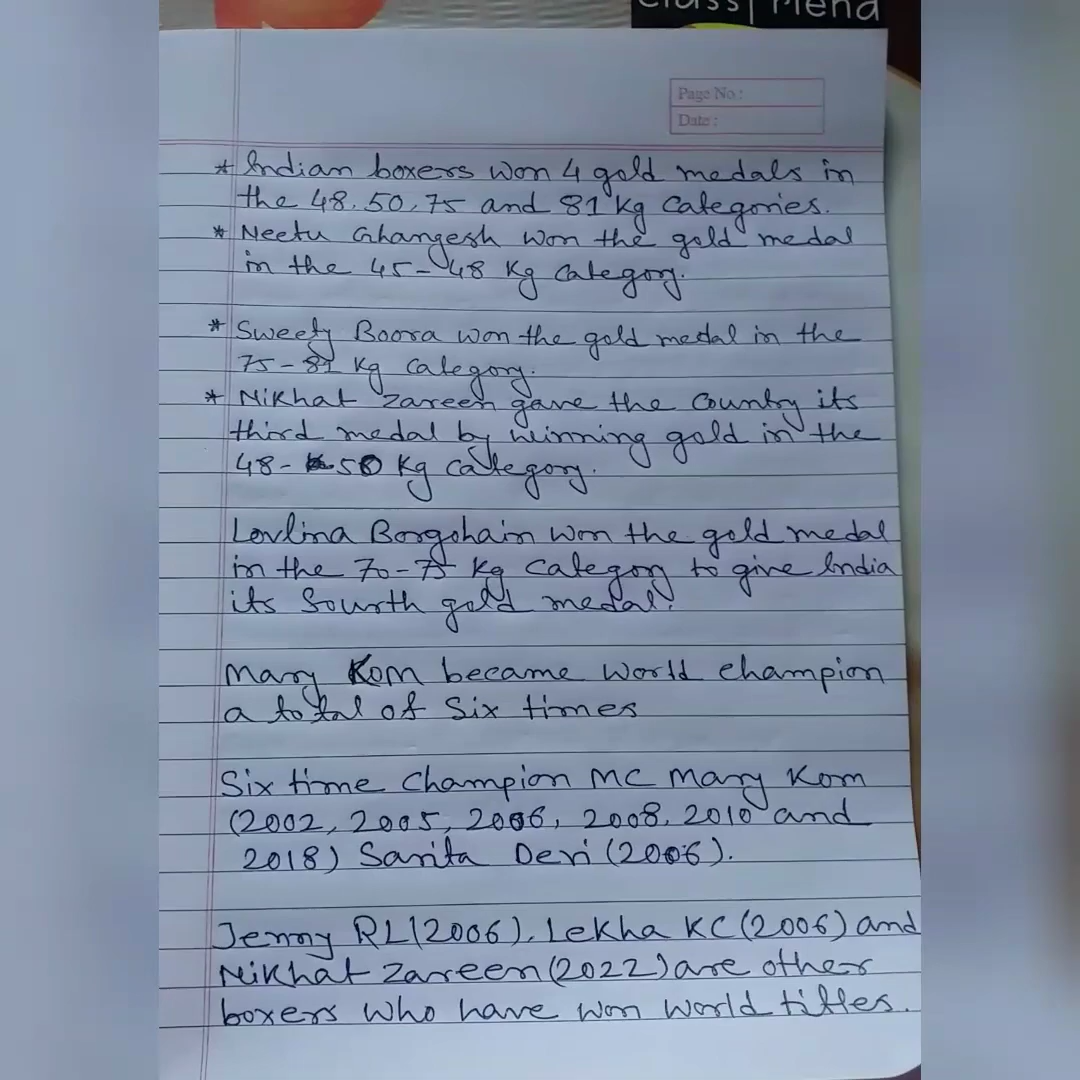 classfriend
Page No.:
Date:
* Indian boxers won 4 gold medals in
the 48, 50, 75 and 81 kg Categories.
* Neetu Ghangesh won the gold medal
in the 45-48 Kg Category.
* Sweety Boora won the gold medal in the
75-81 Kg Category.
* Nikhat Zareen gave the Country its
third medal by winning gold in the
48-50 Kg category.
Lovlina Borgohain won the gold medal
in the 70-75 Kg Category to give India
its fourth gold medal.
Mary Kom became world champion
a total of Six times
Six time Champion MC Mary Kom
(2002, 2005, 2006, 2008, 2010 and
2018) Sarita Devi (2006).
Jenny RL (2006), Lekha KC (2006) and
Nikhat Zareen (2022) are other
boxers who have won world titles.